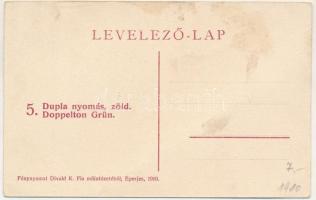 LEVELEZŐ-LAP
5. Dupla nyomás, zöld.
Doppelton Grün.
Fénynyomat Divald K. Fia műintézetéből, Eperjes, 1910.
7.-
1910